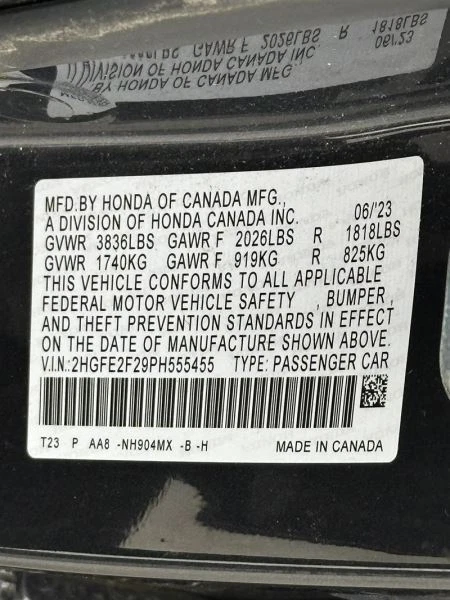 MFD.BY HONDA OF CANADA MFG.,
A DIVISION OF HONDA CANADA INC. 06/'23
GVWR 3836LBS GAWR F 2026LBS R 1818LBS
GVWR 1740KG GAWR F 919KG R 825KG
THIS VEHICLE CONFORMS TO ALL APPLICABLE
FEDERAL MOTOR VEHICLE SAFETY , BUMPER ,
AND THEFT PREVENTION STANDARDS IN EFFECT
ON THE DATE OF MANUFACTURE SHOWN ABOVE.
V.I.N:2HGFE2F29PH555455 TYPE: PASSENGER CAR
T23 P AA8 -NH904MX -B -H MADE IN CANADA